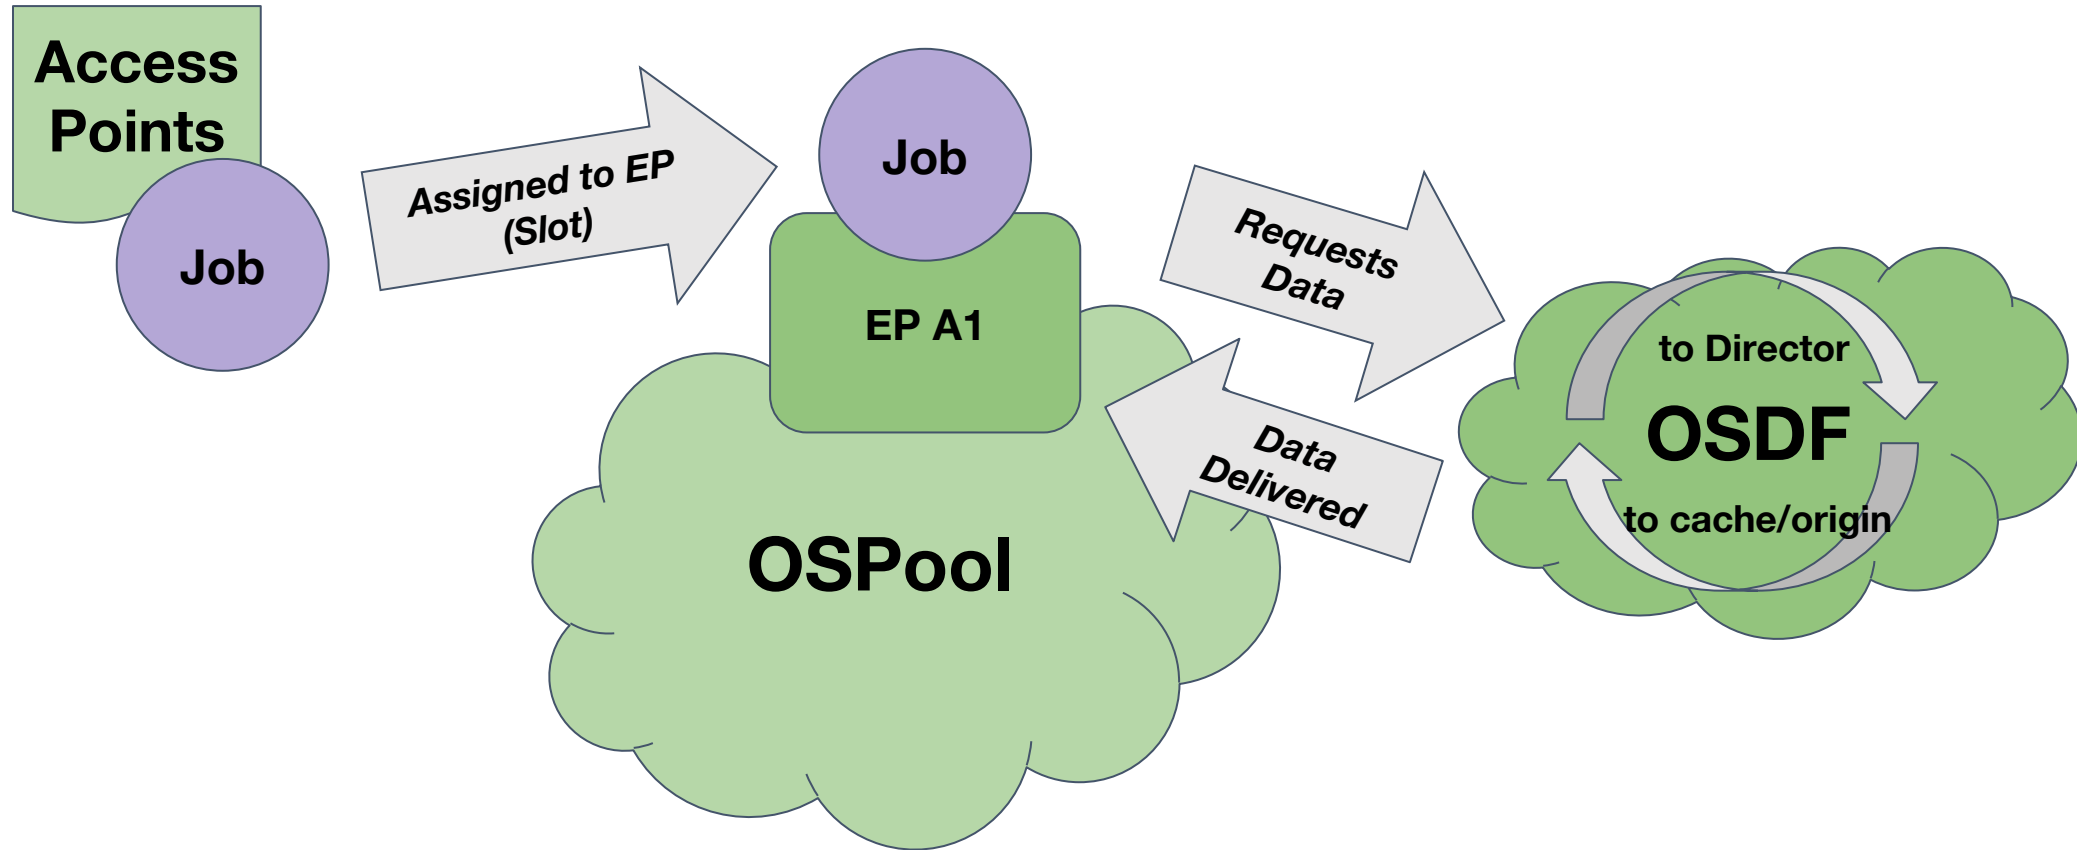 Access
Points
Job
Assigned to EP
(Slot)
Job
EP A1
OSPool
Requests
Data
Data
Delivered
to Director
OSDF
to cache/origin